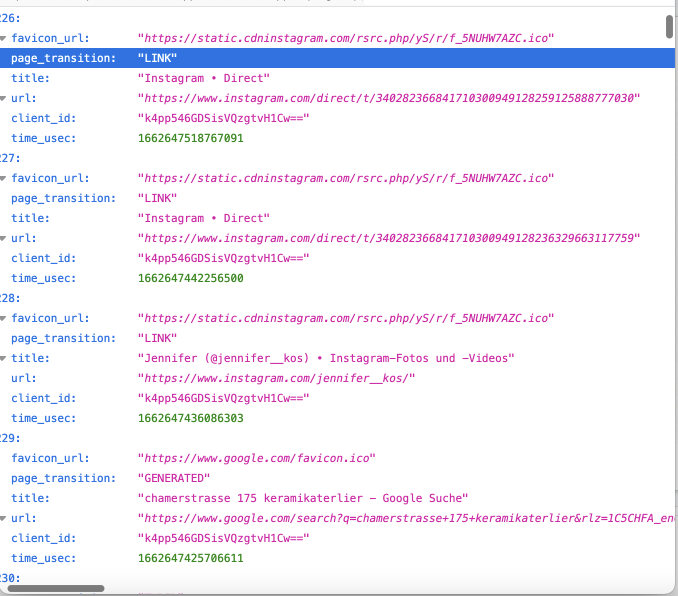 226:
favicon_url: "https://static.cdninstagram.com/rsrc.php/yS/r/f_5NUHW7AZC.ico"
page_transition: "LINK"
title: "Instagram • Direct"
url: "https://www.instagram.com/direct/t/340282366841710300949128259125888777030"
client_id: "k4pp546GDSisVQzgtvH1Cw=="
time_usec: 1662647518767091
227:
favicon_url: "https://static.cdninstagram.com/rsrc.php/yS/r/f_5NUHW7AZC.ico"
page_transition: "LINK"
title: "Instagram • Direct"
url: "https://www.instagram.com/direct/t/340282366841710300949128236329663117759"
client_id: "k4pp546GDSisVQzgtvH1Cw=="
time_usec: 1662647442256500
228:
favicon_url: "https://static.cdninstagram.com/rsrc.php/yS/r/f_5NUHW7AZC.ico"
page_transition: "LINK"
title: "Jennifer (@jennifer__kos) • Instagram-Fotos und -Videos"
url: "https://www.instagram.com/jennifer__kos/"
client_id: "k4pp546GDSisVQzgtvH1Cw=="
time_usec: 1662647436086303
229:
favicon_url: "https://www.google.com/favicon.ico"
page_transition: "GENERATED"
title: "chamerstrasse 175 keramikaterlier - Google Suche"
url: "https://www.google.com/search?q=chamerstrasse+175+keramikaterlier&rlz=1C5CHFA_en
client_id: "k4pp546GDSisVQzgtvH1Cw=="
time_usec: 1662647425706611
230: